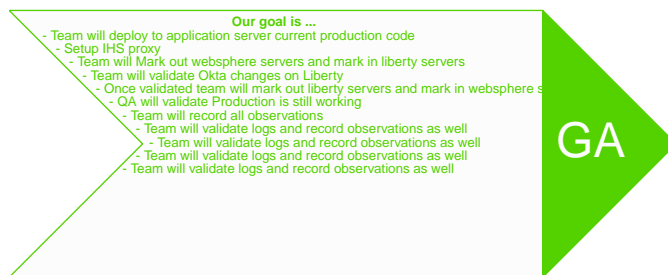 Our goal is ...
- Team will deploy to application server current production code
- Setup IHS proxy
- Team will Mark out websphere servers and mark in liberty servers
- Team will validate Okta changes on Liberty
- Once validated team will mark out liberty servers and mark in websphere s
- QA will validate Production is still working
- Team will record all observations
- Team will validate logs and record observations as well
- Team will validate logs and record observations as well
- Team will validate logs and record observations as well
- Team will validate logs and record observations as well
GA